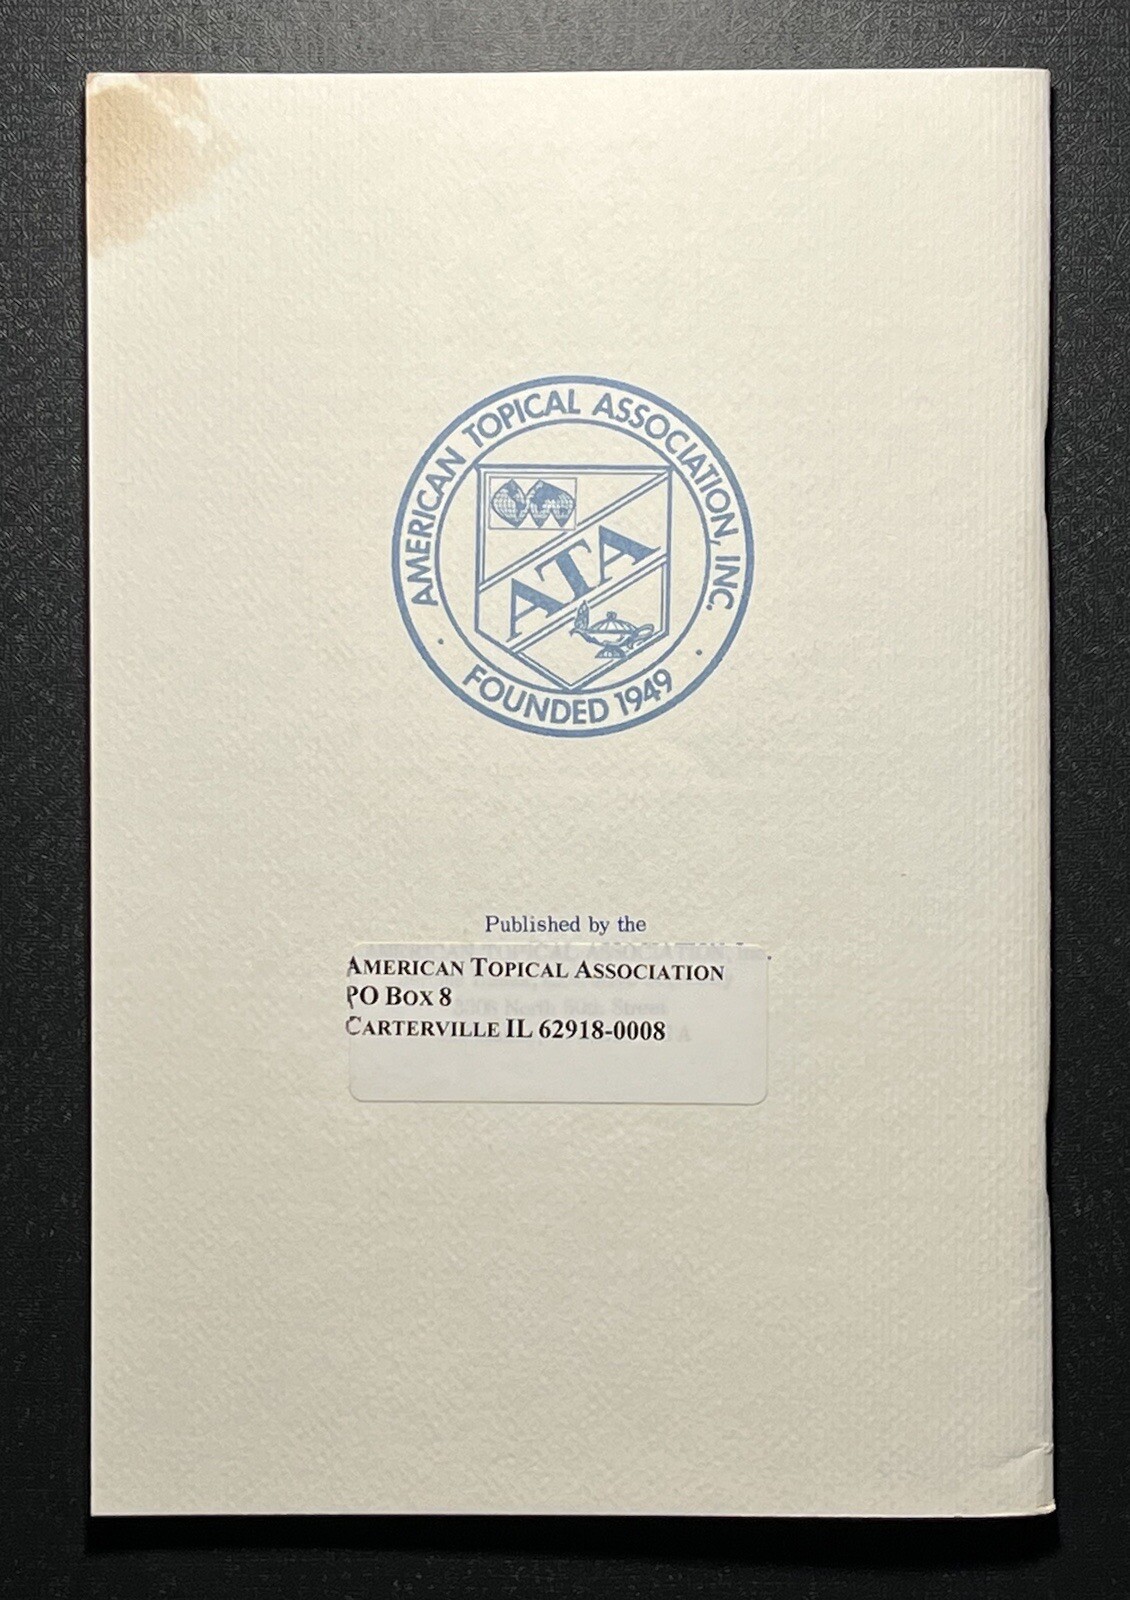 AMERICAN TOPICAL ASSOCIATION, INC.
ATA
FOUNDED 1949
Published by the
AMERICAN TOPICAL ASSOCIATION
PO BOX 8
CARTERVILLE IL 62918-0008